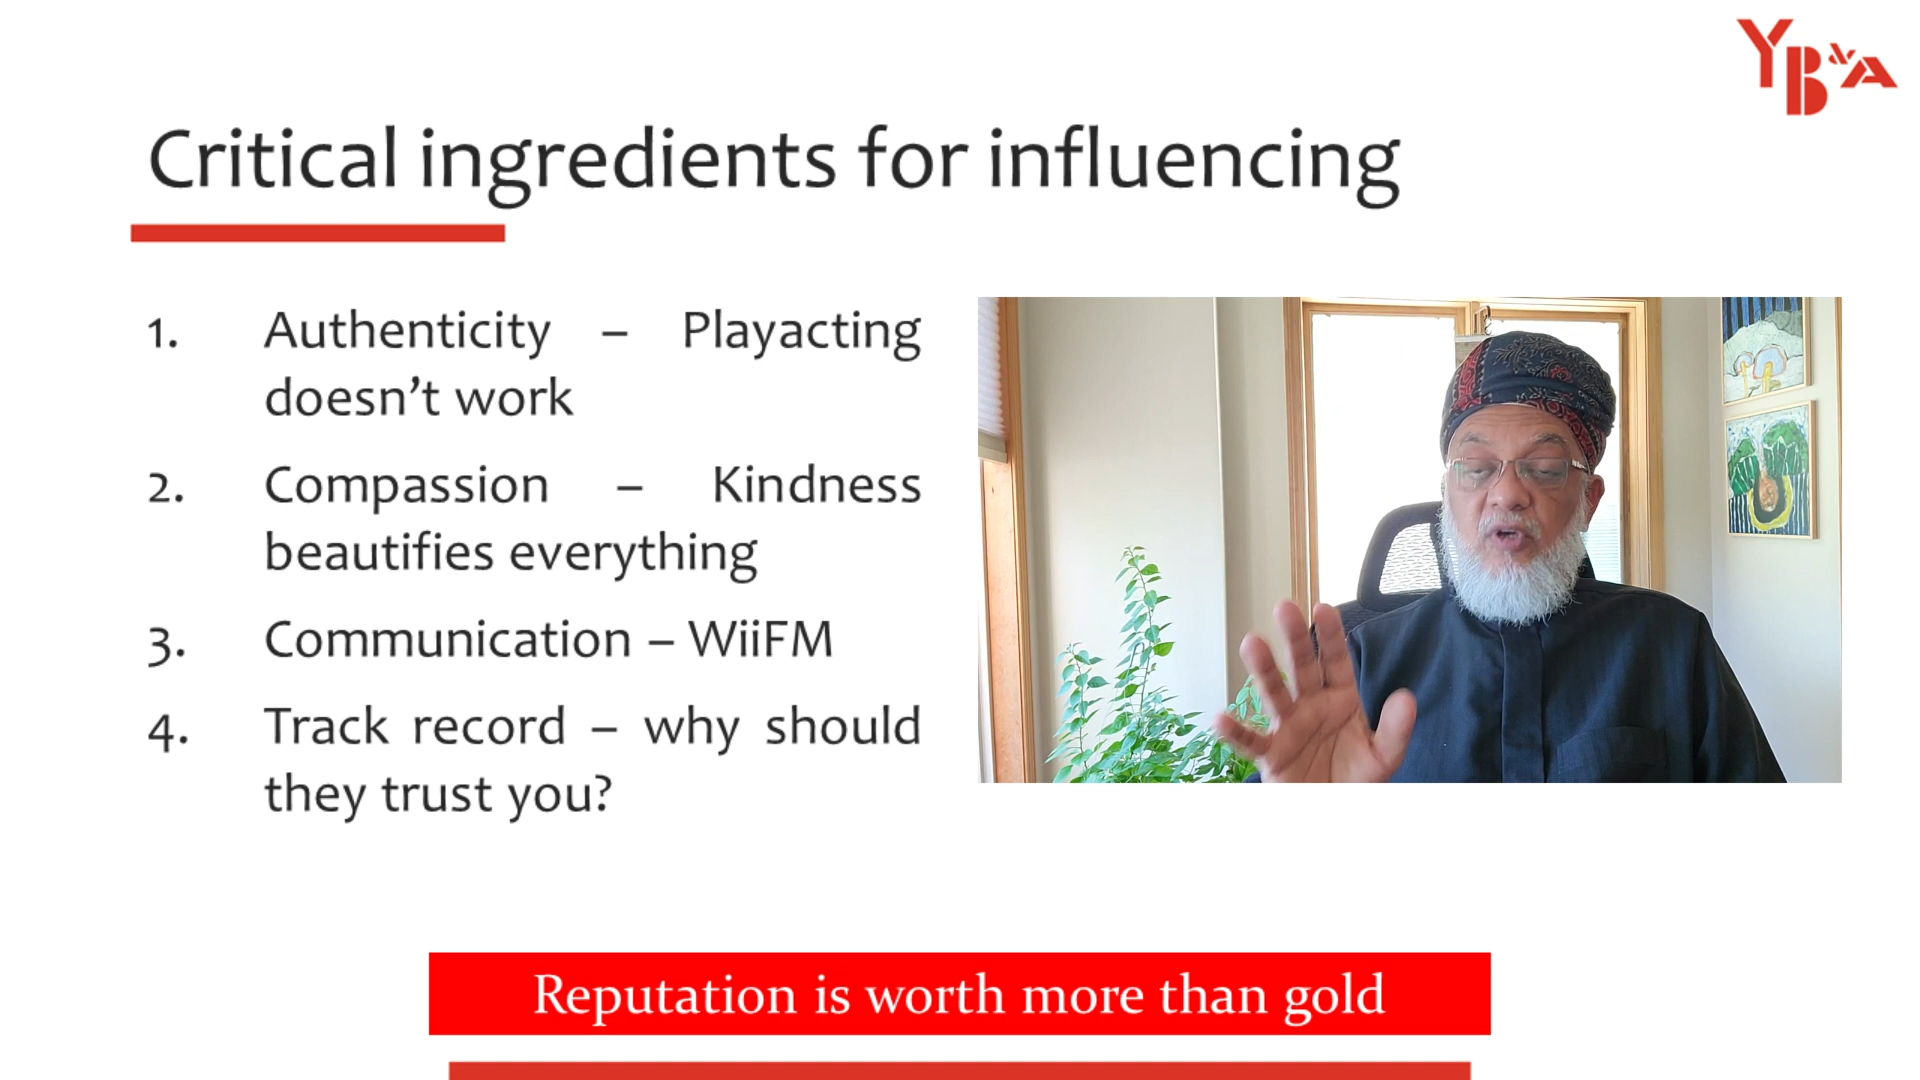 YB&A
Critical ingredients for influencing
1. Authenticity – Playacting
doesn’t work
2. Compassion – Kindness
beautifies everything
3. Communication – WiiFM
4. Track record – why should
they trust you?
Reputation is worth more than gold